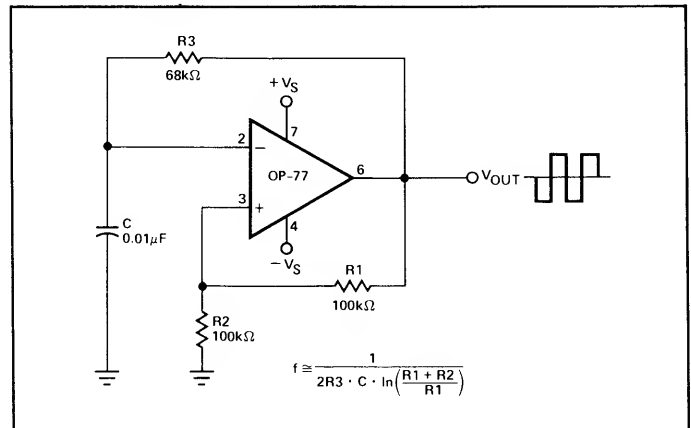 R3
68kΩ
+VS
2
7
−
OP-77
6
VOUT
3
+
4
C
0.01μF
−VS
R1
100kΩ
R2
100kΩ
f ≅ 1 / 2R3 · C · ln(R1 + R2 / R1)